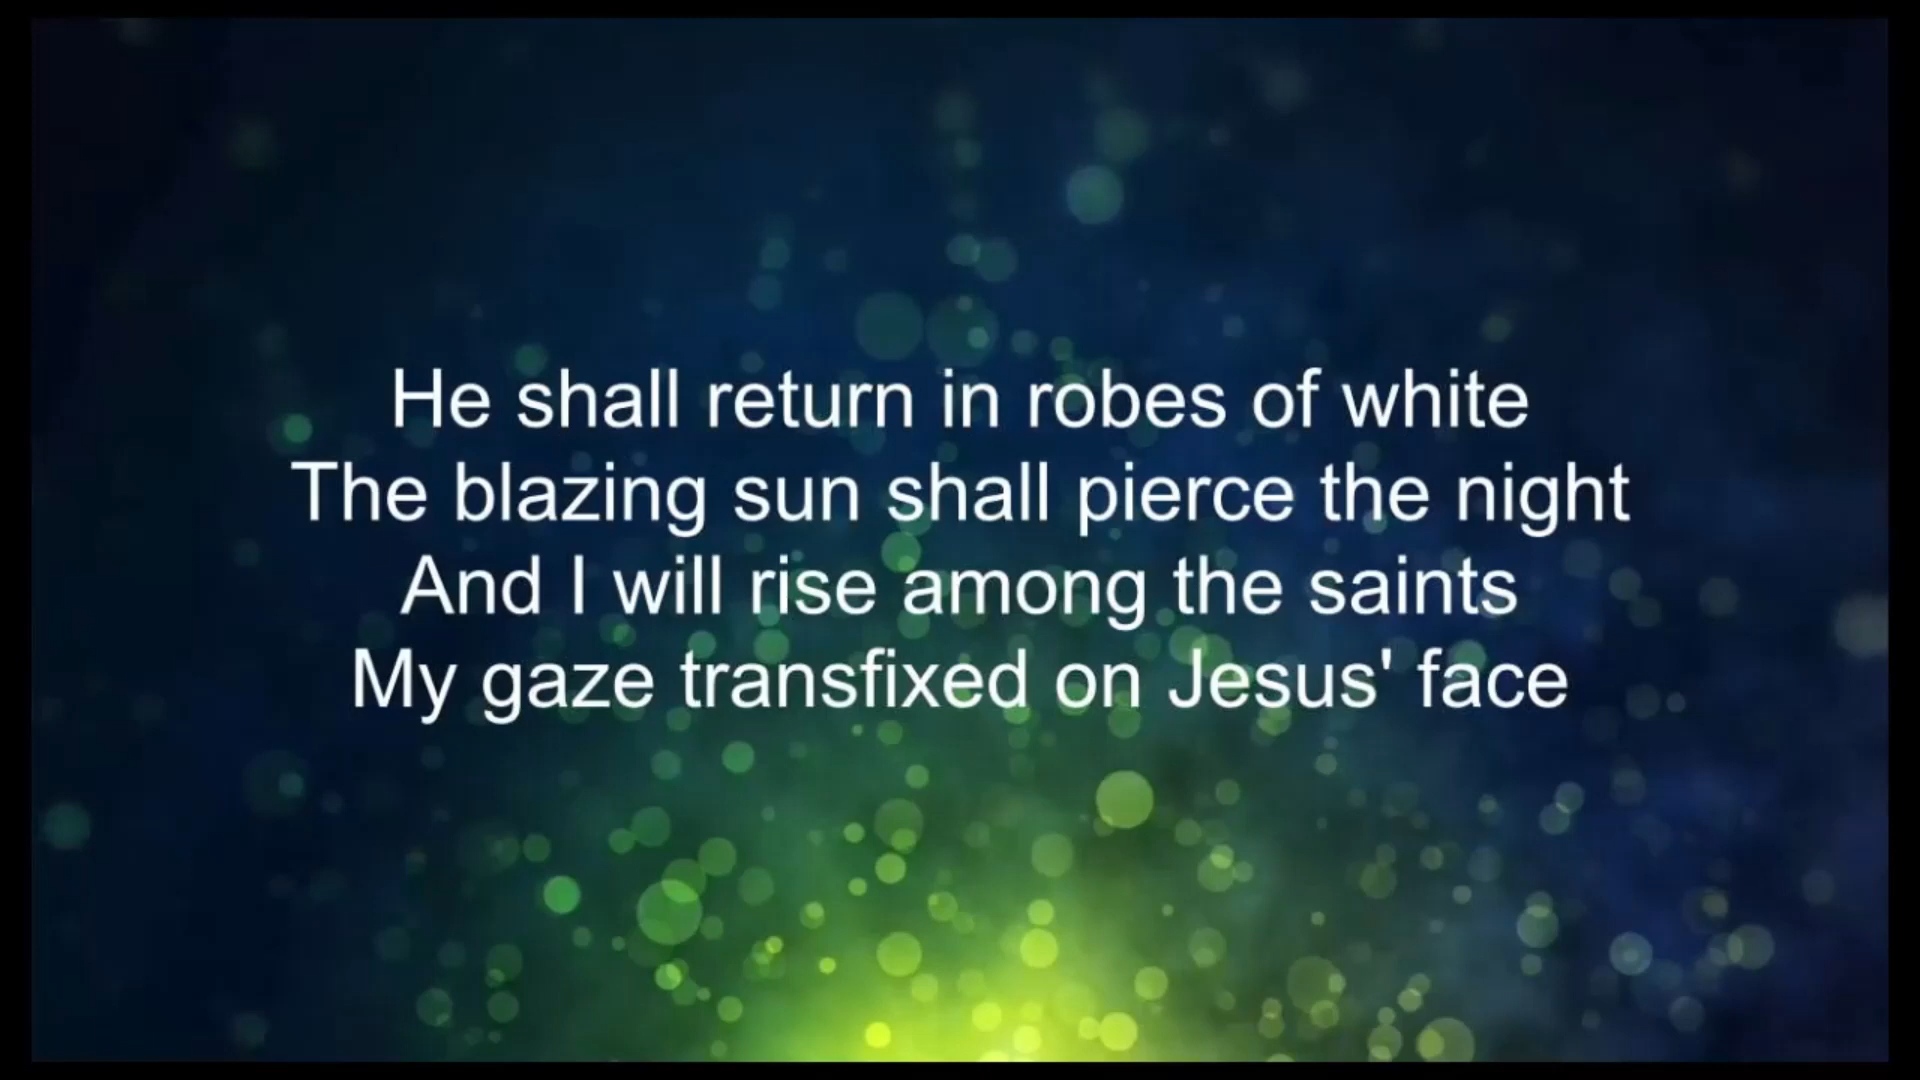 He shall return in robes of white
The blazing sun shall pierce the night
And I will rise among the saints
My gaze transfixed on Jesus' face